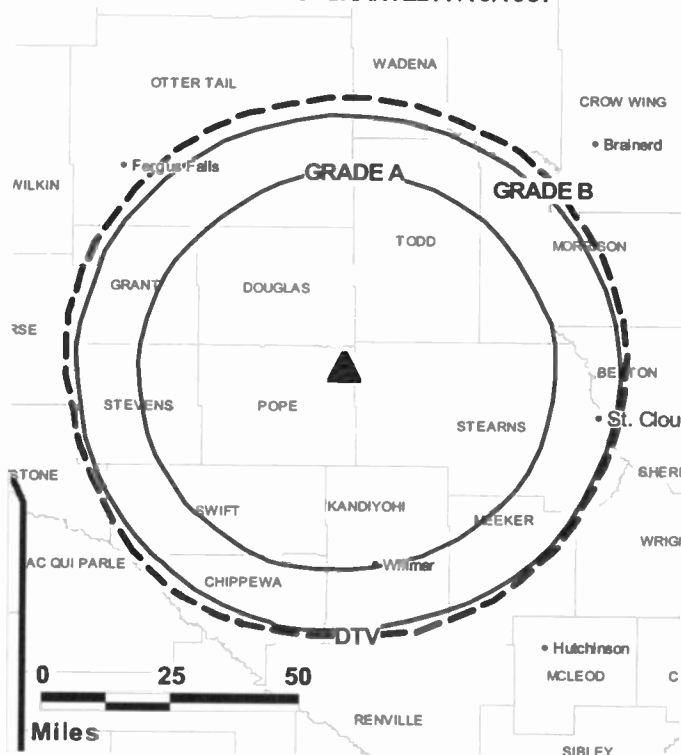 WADENA
OTTER TAIL
CROW WING
Brainerd
Fergus Falls
GRADE A
WILKIN
GRADE B
TODD
MORRISON
GRANT
DOUGLAS
RSE
BENTON
STEVENS
POPE
St. Clou
STEARNS
STONE
SHER
SWIFT
KANDIYOHI
MEEKER
WRIG
AC QUI PARLE
Willmar
CHIPPEWA
DTV
Hutchinson
0 25 50
MCLEOD
C
Miles
RENVILLE
SIBLEY